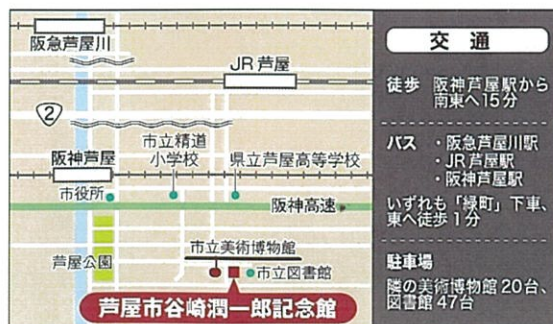 阪急芦屋川
JR 芦屋
2
阪神芦屋
市立精道
小学校
県立芦屋高等学校
市役所
阪神高速
芦屋公園
市立美術博物館
市立図書館
芦屋市谷崎潤一郎記念館
交 通
徒歩 阪神芦屋駅から
南東へ15分
バス ・阪急芦屋川駅
・JR芦屋駅
・阪神芦屋駅
いずれも「緑町」下車、
東へ徒歩1分
駐車場
隣の美術博物館20台、
図書館47台